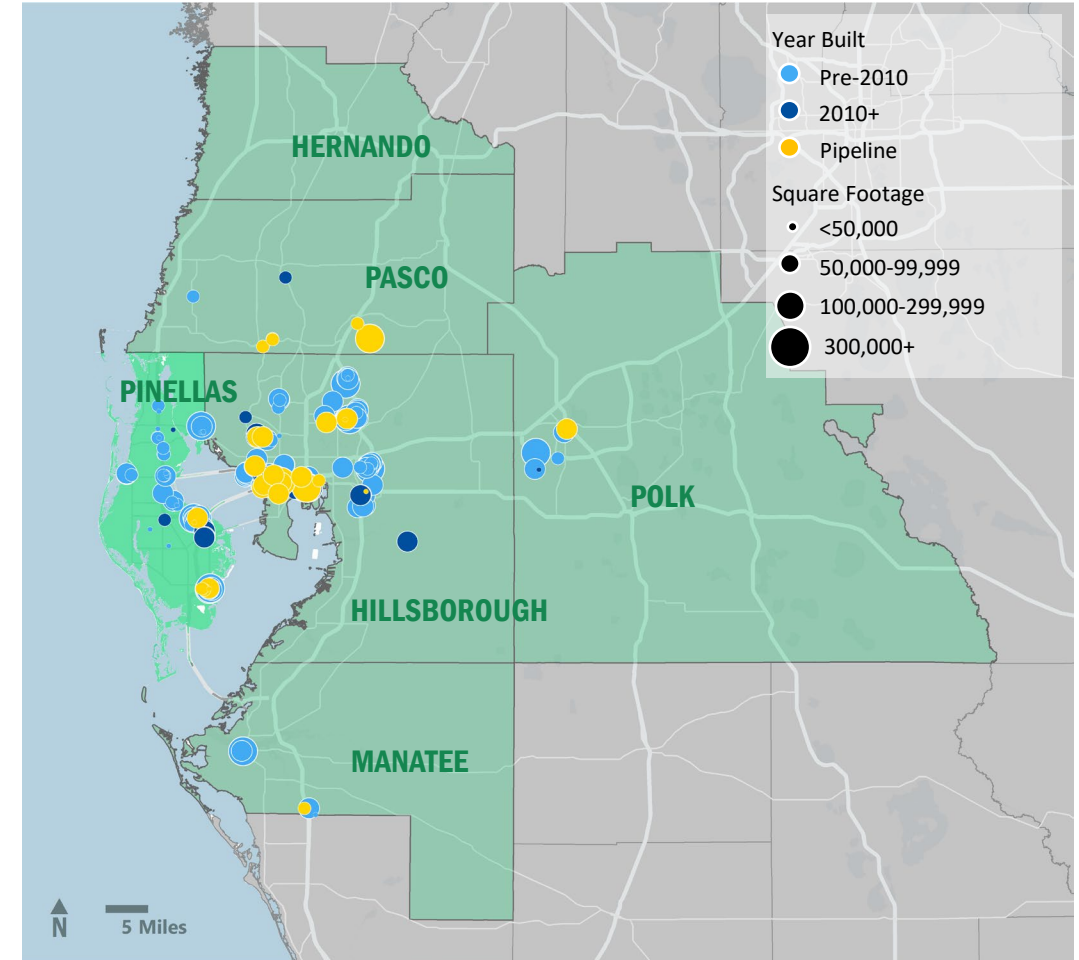 Year Built
Pre-2010
2010+
Pipeline
Square Footage
<50,000
50,000-99,999
100,000-299,999
300,000+
HERNANDO
PASCO
PINELLAS
POLK
HILLSBOROUGH
MANATEE
N
5 Miles